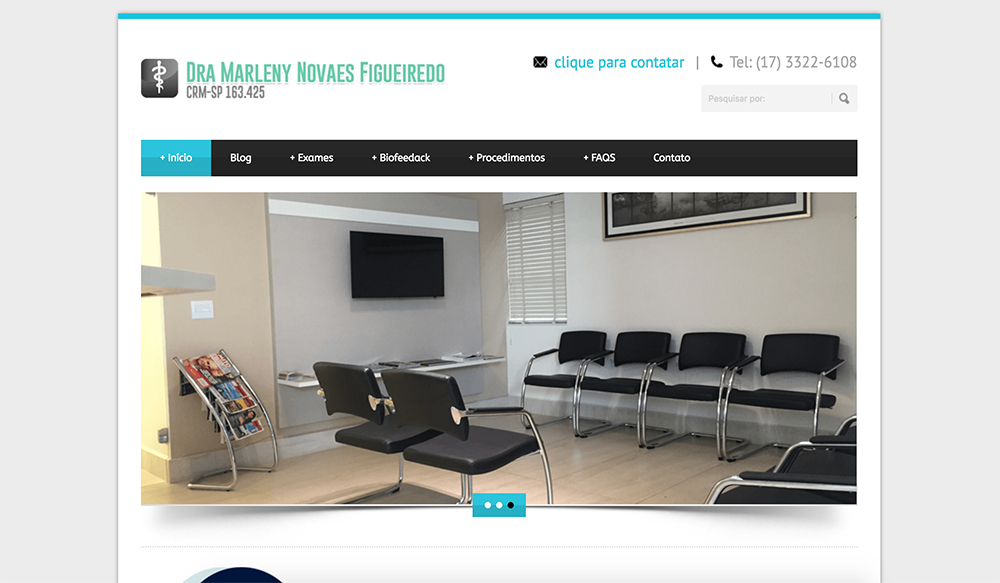 DRA MARLENY NOVAES FIGUEIREDO
CRM-SP 163.425
clique para contatar | Tel: (17) 3322-6108
Pesquisar por:
+ Início Blog + Exames + Biofeedack + Procedimentos + FAQS Contato